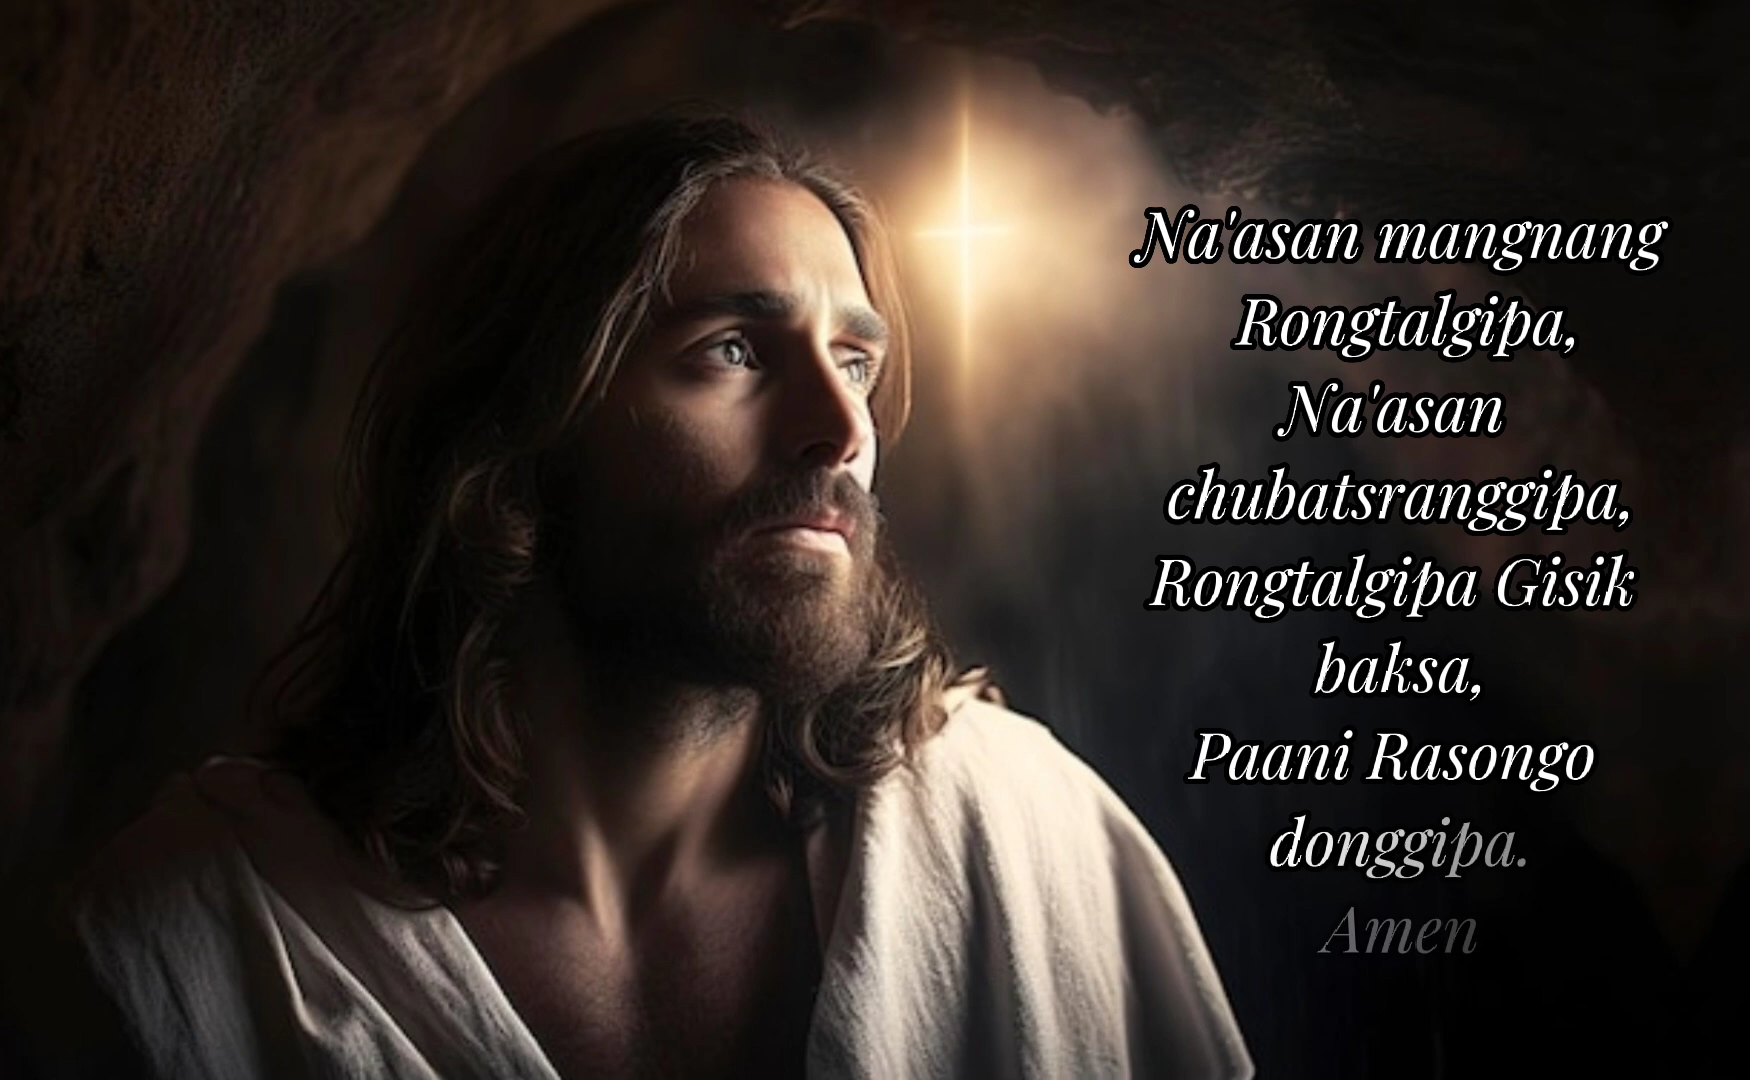 Na'asan mangnang
Rongtalgipa,
Na'asan
chubatsranggipa,
Rongtalgipa Gisik
baksa,
Paani Rasongo
donggipa.
Amen